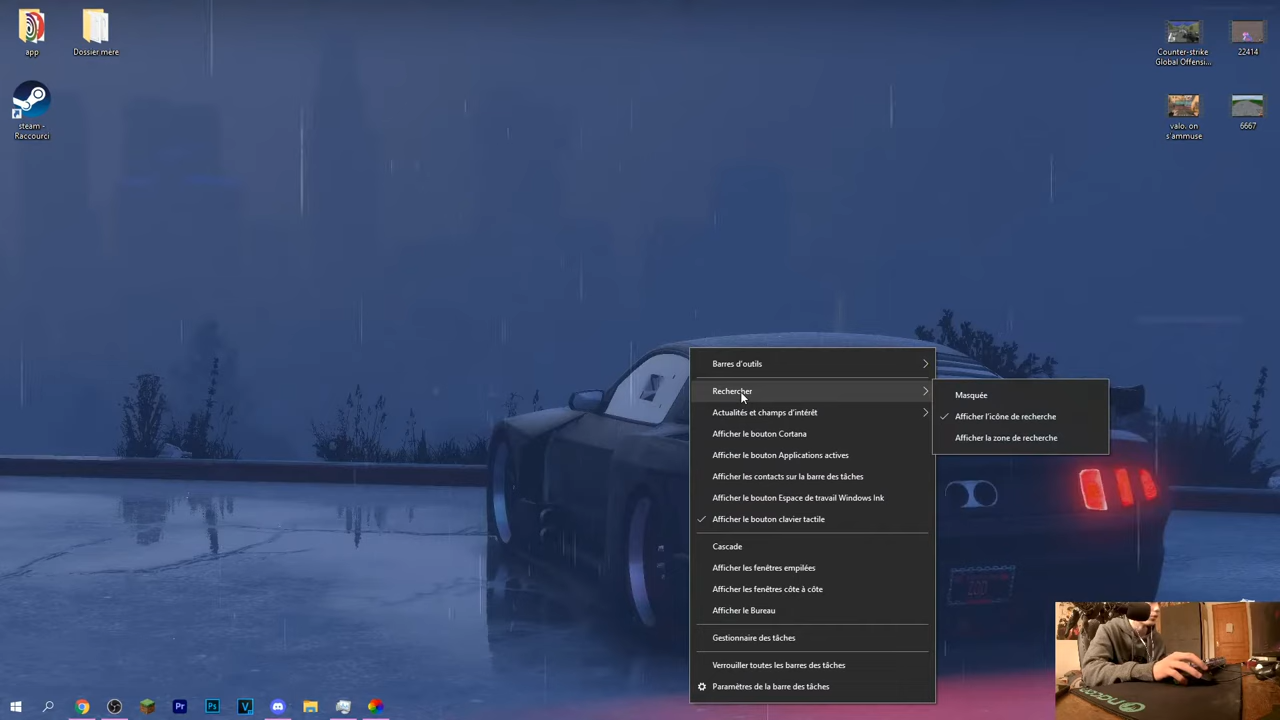 app
Dossier mere
Counter-strike
Global Offensi...
22414
steam -
Raccourci
valo. on
s ammuse
6667
Barres d'outils
Rechercher
Masquée
Afficher l'icône de recherche
Afficher la zone de recherche
Actualités et champs d'intérêt
Afficher le bouton Cortana
Afficher le bouton Applications actives
Afficher les contacts sur la barre des tâches
Afficher le bouton Espace de travail Windows Ink
Afficher le bouton clavier tactile
Cascade
Afficher les fenêtres empilées
Afficher les fenêtres côte à côte
Afficher le Bureau
Gestionnaire des tâches
Verrouiller toutes les barres des tâches
Paramètres de la barre des tâches
Pr
Ps
V